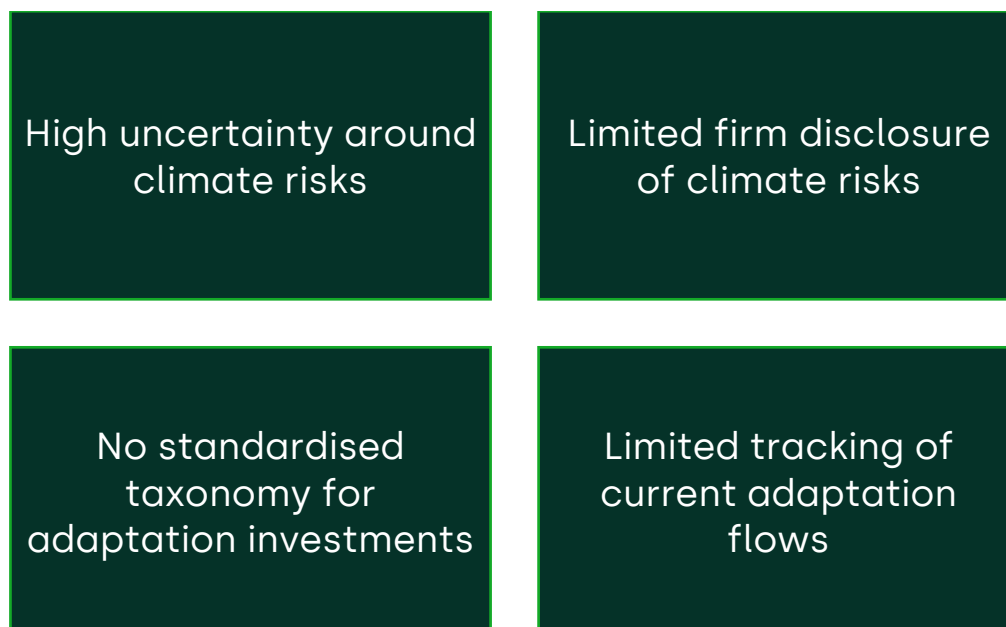 High uncertainty around
climate risks
Limited firm disclosure
of climate risks
No standardised
taxonomy for
adaptation investments
Limited tracking of
current adaptation
flows